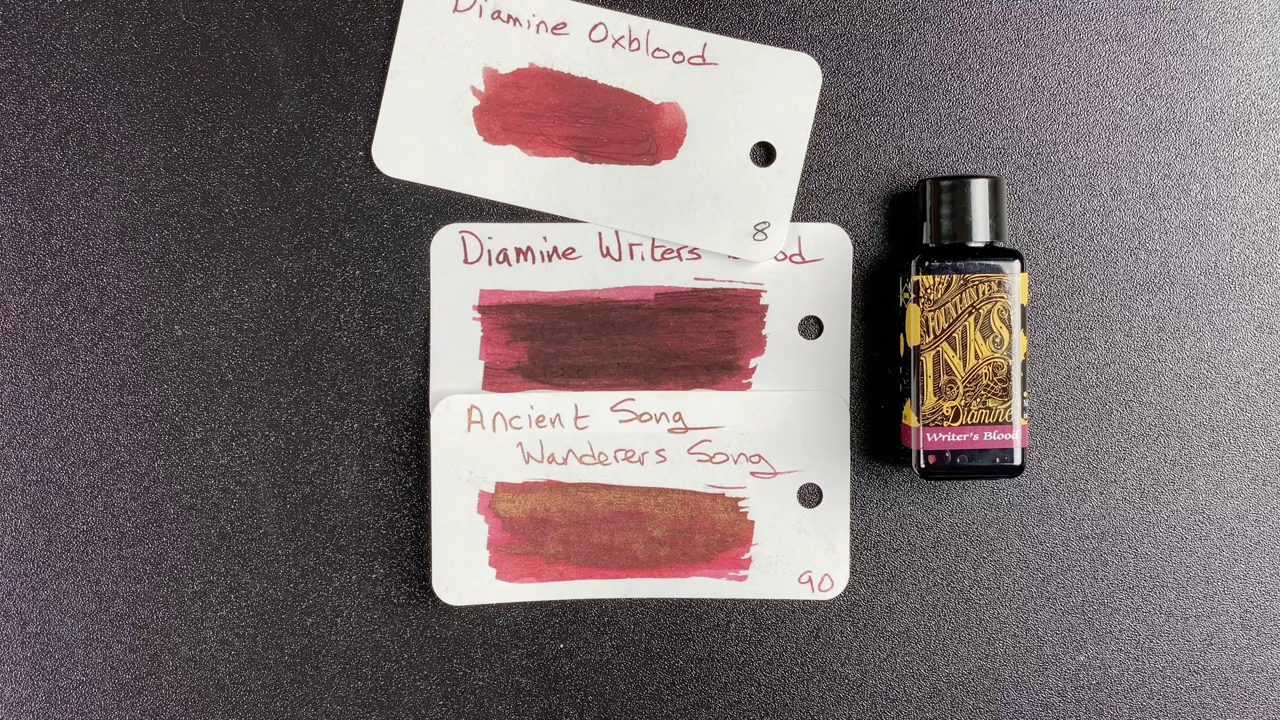 Diamine Oxblood
8
Diamine Writers
Ancient Song
Wanderers Song
90
FOUNTAIN PEN
INKS
Diamine
Writer's Blood